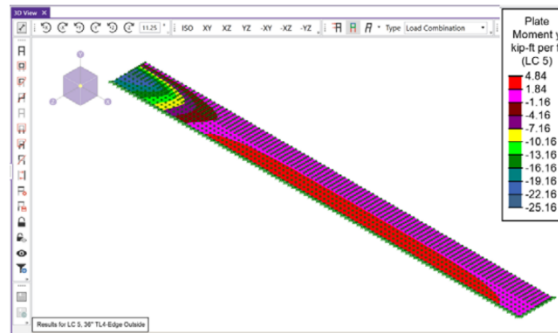 3D View
11.25 ISO XY XZ YZ -XY -XZ -YZ Type Load Combination
Plate
Moment y
kip-ft per f
(LC 5)
4.84
1.84
-1.16
-4.16
-7.16
-10.16
-13.16
-16.16
-19.16
-22.16
-25.16
Results for LC 5, 36" TL4-Edge Outside